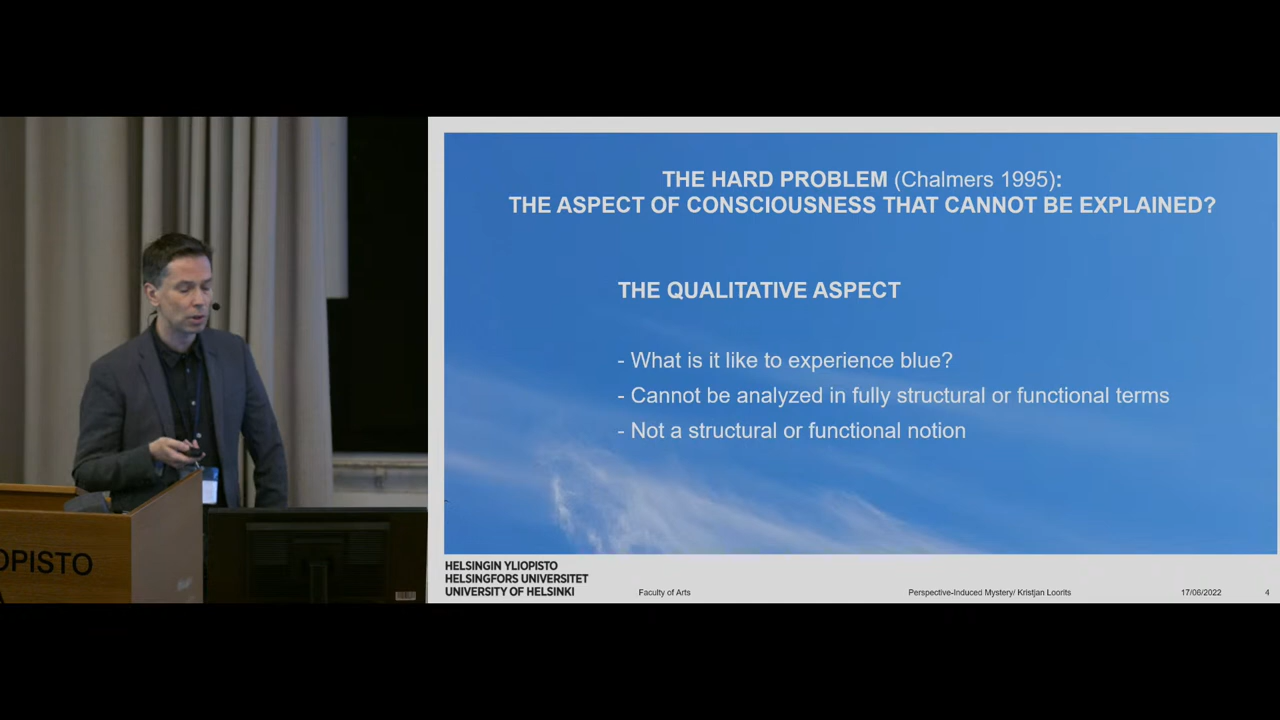 OPISTO
THE HARD PROBLEM (Chalmers 1995):
THE ASPECT OF CONSCIOUSNESS THAT CANNOT BE EXPLAINED?
THE QUALITATIVE ASPECT
- What is it like to experience blue?
- Cannot be analyzed in fully structural or functional terms
- Not a structural or functional notion
HELSINGIN YLIOPISTO
HELSINGFORS UNIVERSITET
UNIVERSITY OF HELSINKI
Faculty of Arts
Perspective-Induced Mystery/ Kristjan Loorits
17/06/2022
4